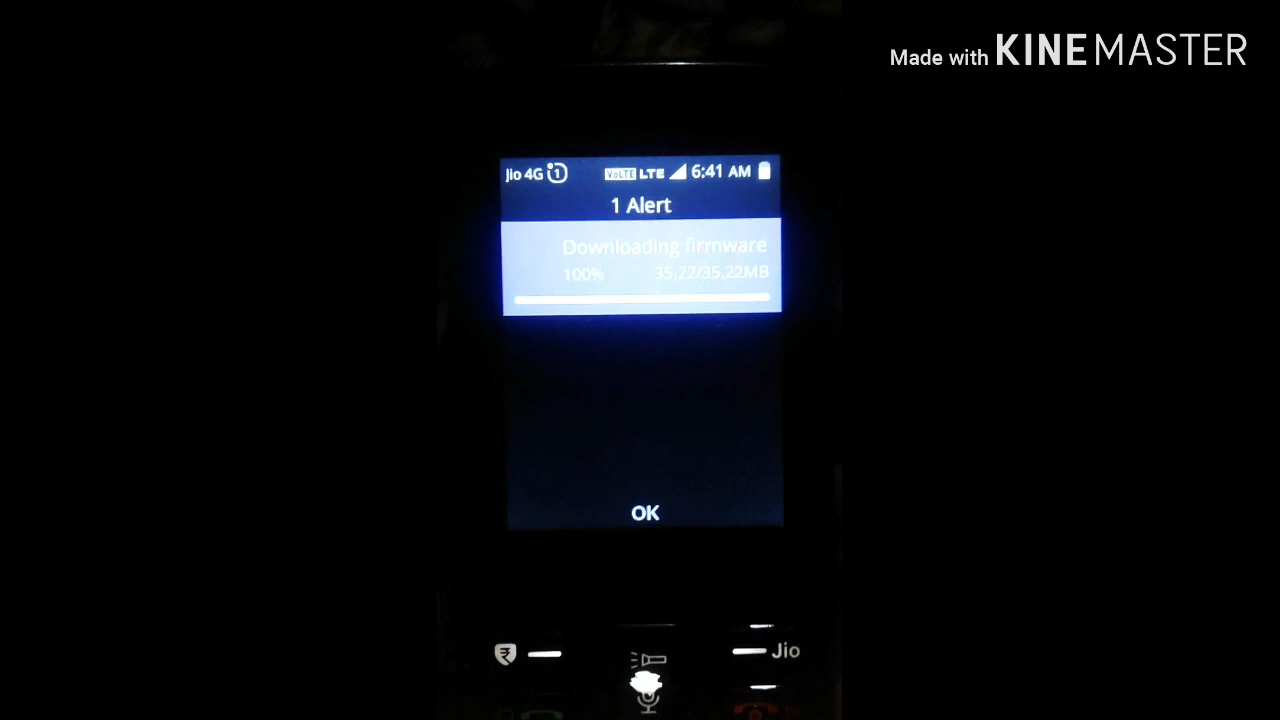 Made with KINEMASTER
Jio 4G 1 VoLTE LTE 6:41 AM
1 Alert
Downloading firmware
100% 35.22/35.22MB
OK
₹ Jio